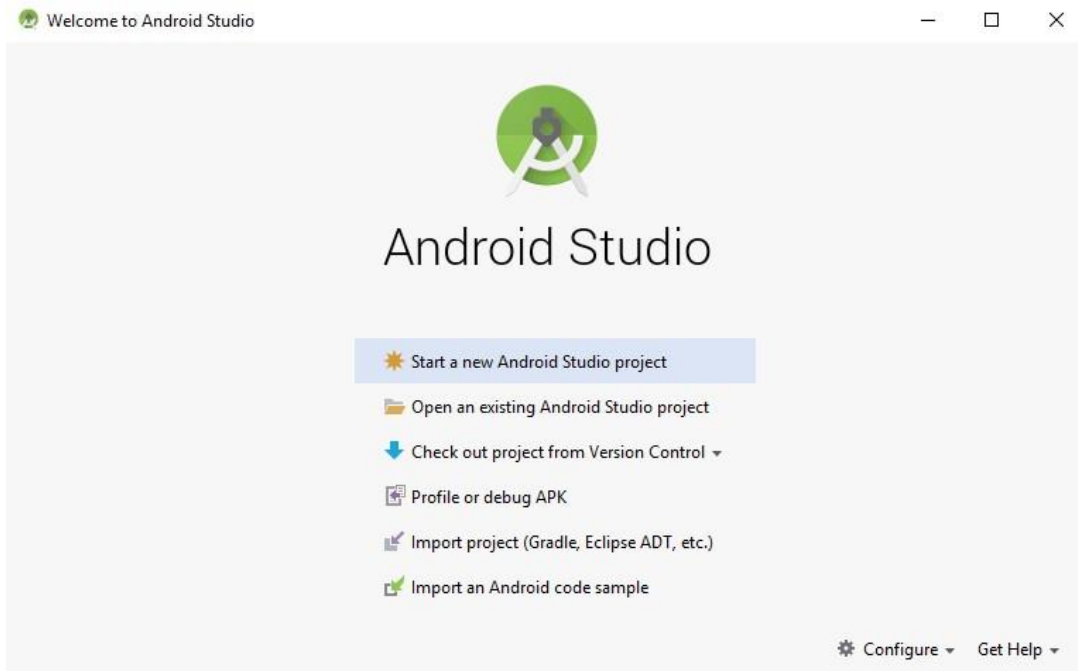 Welcome to Android Studio
Android Studio
Start a new Android Studio project
Open an existing Android Studio project
Check out project from Version Control
Profile or debug APK
Import project (Gradle, Eclipse ADT, etc.)
Import an Android code sample
Configure Get Help